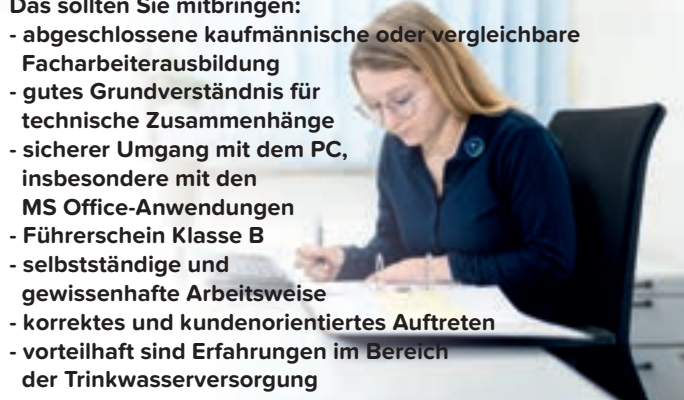 Das sollten Sie mitbringen:
- abgeschlossene kaufmännische oder vergleichbare
Facharbeiterausbildung
- gutes Grundverständnis für
technische Zusammenhänge
- sicherer Umgang mit dem PC,
insbesondere mit den
MS Office-Anwendungen
- Führerschein Klasse B
- selbstständige und
gewissenhafte Arbeitsweise
- korrektes und kundenorientiertes Auftreten
- vorteilhaft sind Erfahrungen im Bereich
der Trinkwasserversorgung